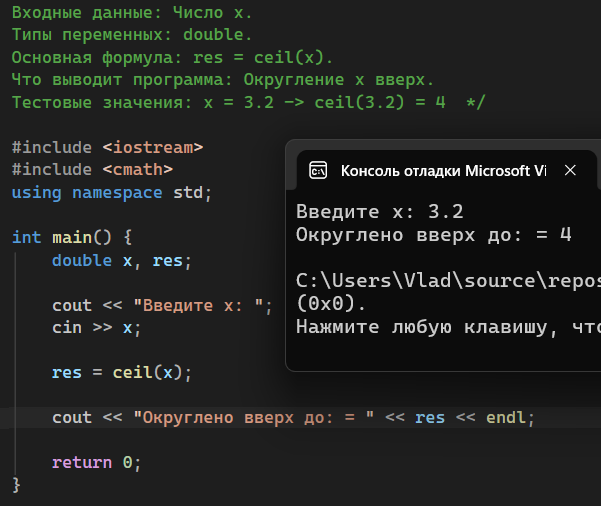 Входные данные: Число x.
Типы переменных: double.
Основная формула: res = ceil(x).
Что выводит программа: Округление x вверх.
Тестовые значения: x = 3.2 -> ceil(3.2) = 4  */
#include <iostream>
#include <cmath>
using namespace std;
int main() {
double x, res;
cout << "Введите x: ";
cin >> x;
res = ceil(x);
cout << "Округлено вверх до: = " << res << endl;
return 0;
}
Консоль отладки Microsoft Vi
Введите x: 3.2
Округлено вверх до: = 4
C:\Users\Vlad\source\repos
(0x0).
Нажмите любую клавишу, что